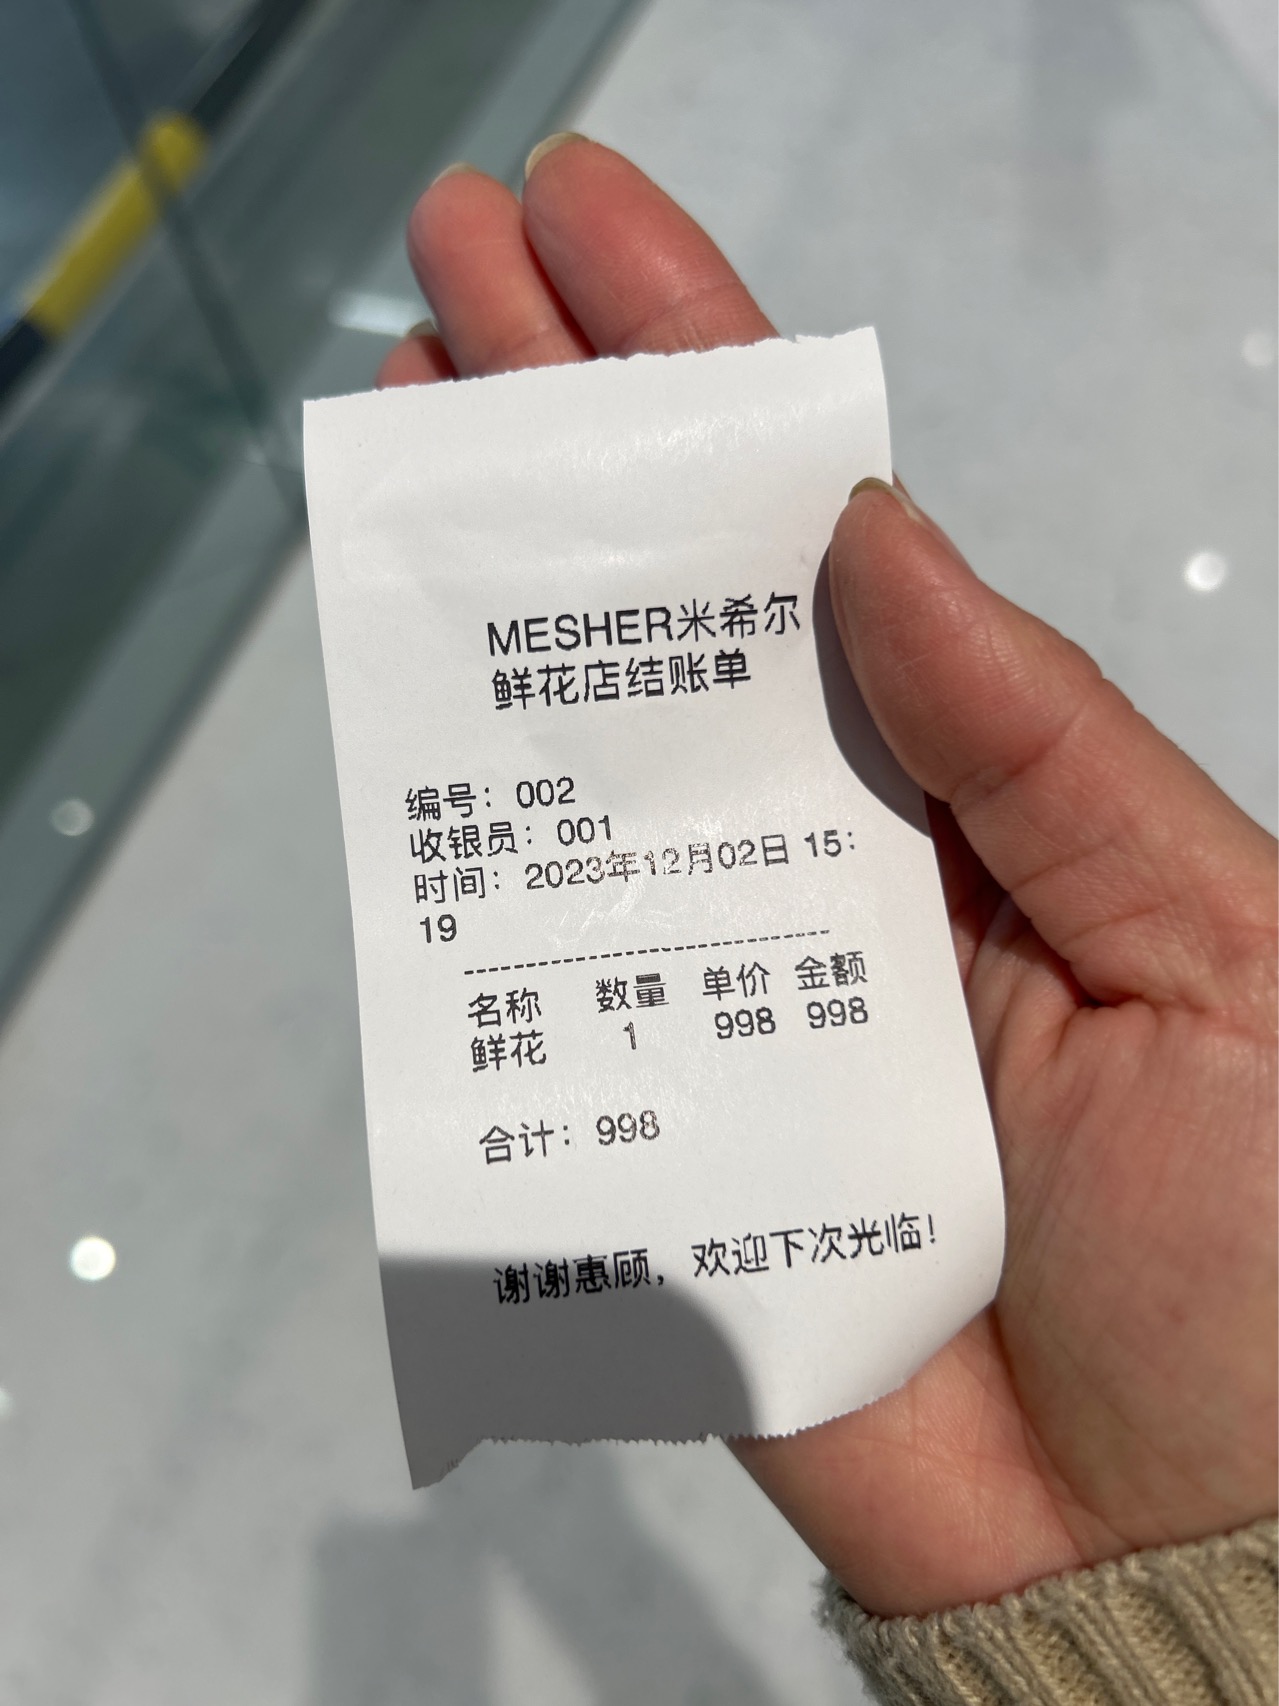 MESHER米希尔
鲜花店结账单
编号：002
收银员：001
时间：2023年12月02日 15：
19
--------------------------------
名称 数量 单价 金额
鲜花 1 998 998
合计：998
谢谢惠顾，欢迎下次光临！